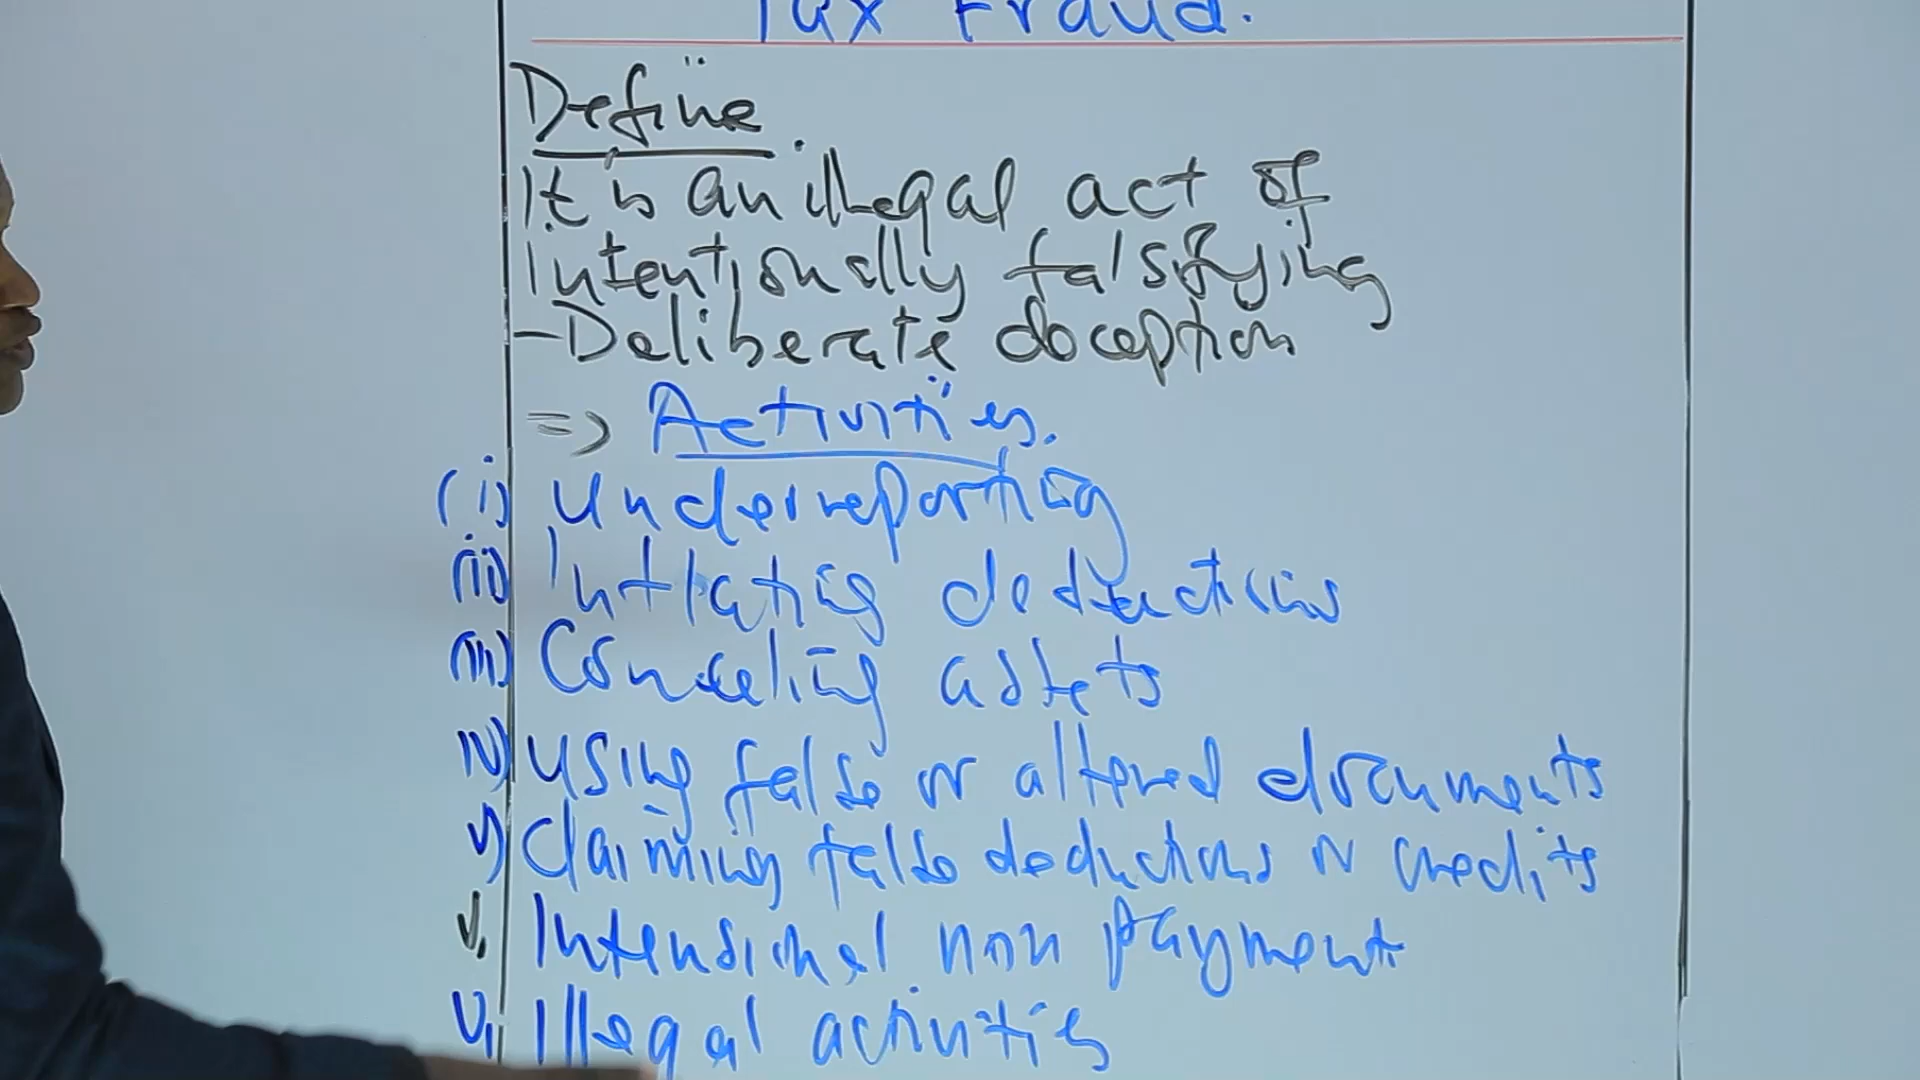 Tax Fraud.
Define
It is an illegal act of
intentionally falsifying
-Deliberate deception
=> Activities.
(i) Underreporting
(ii) Inflating deductions
(iii) Concealing assets
iv) Using false or altered documents
v) Claiming false deductions or credits
v. Intensional non payment
Vi Illegal activities